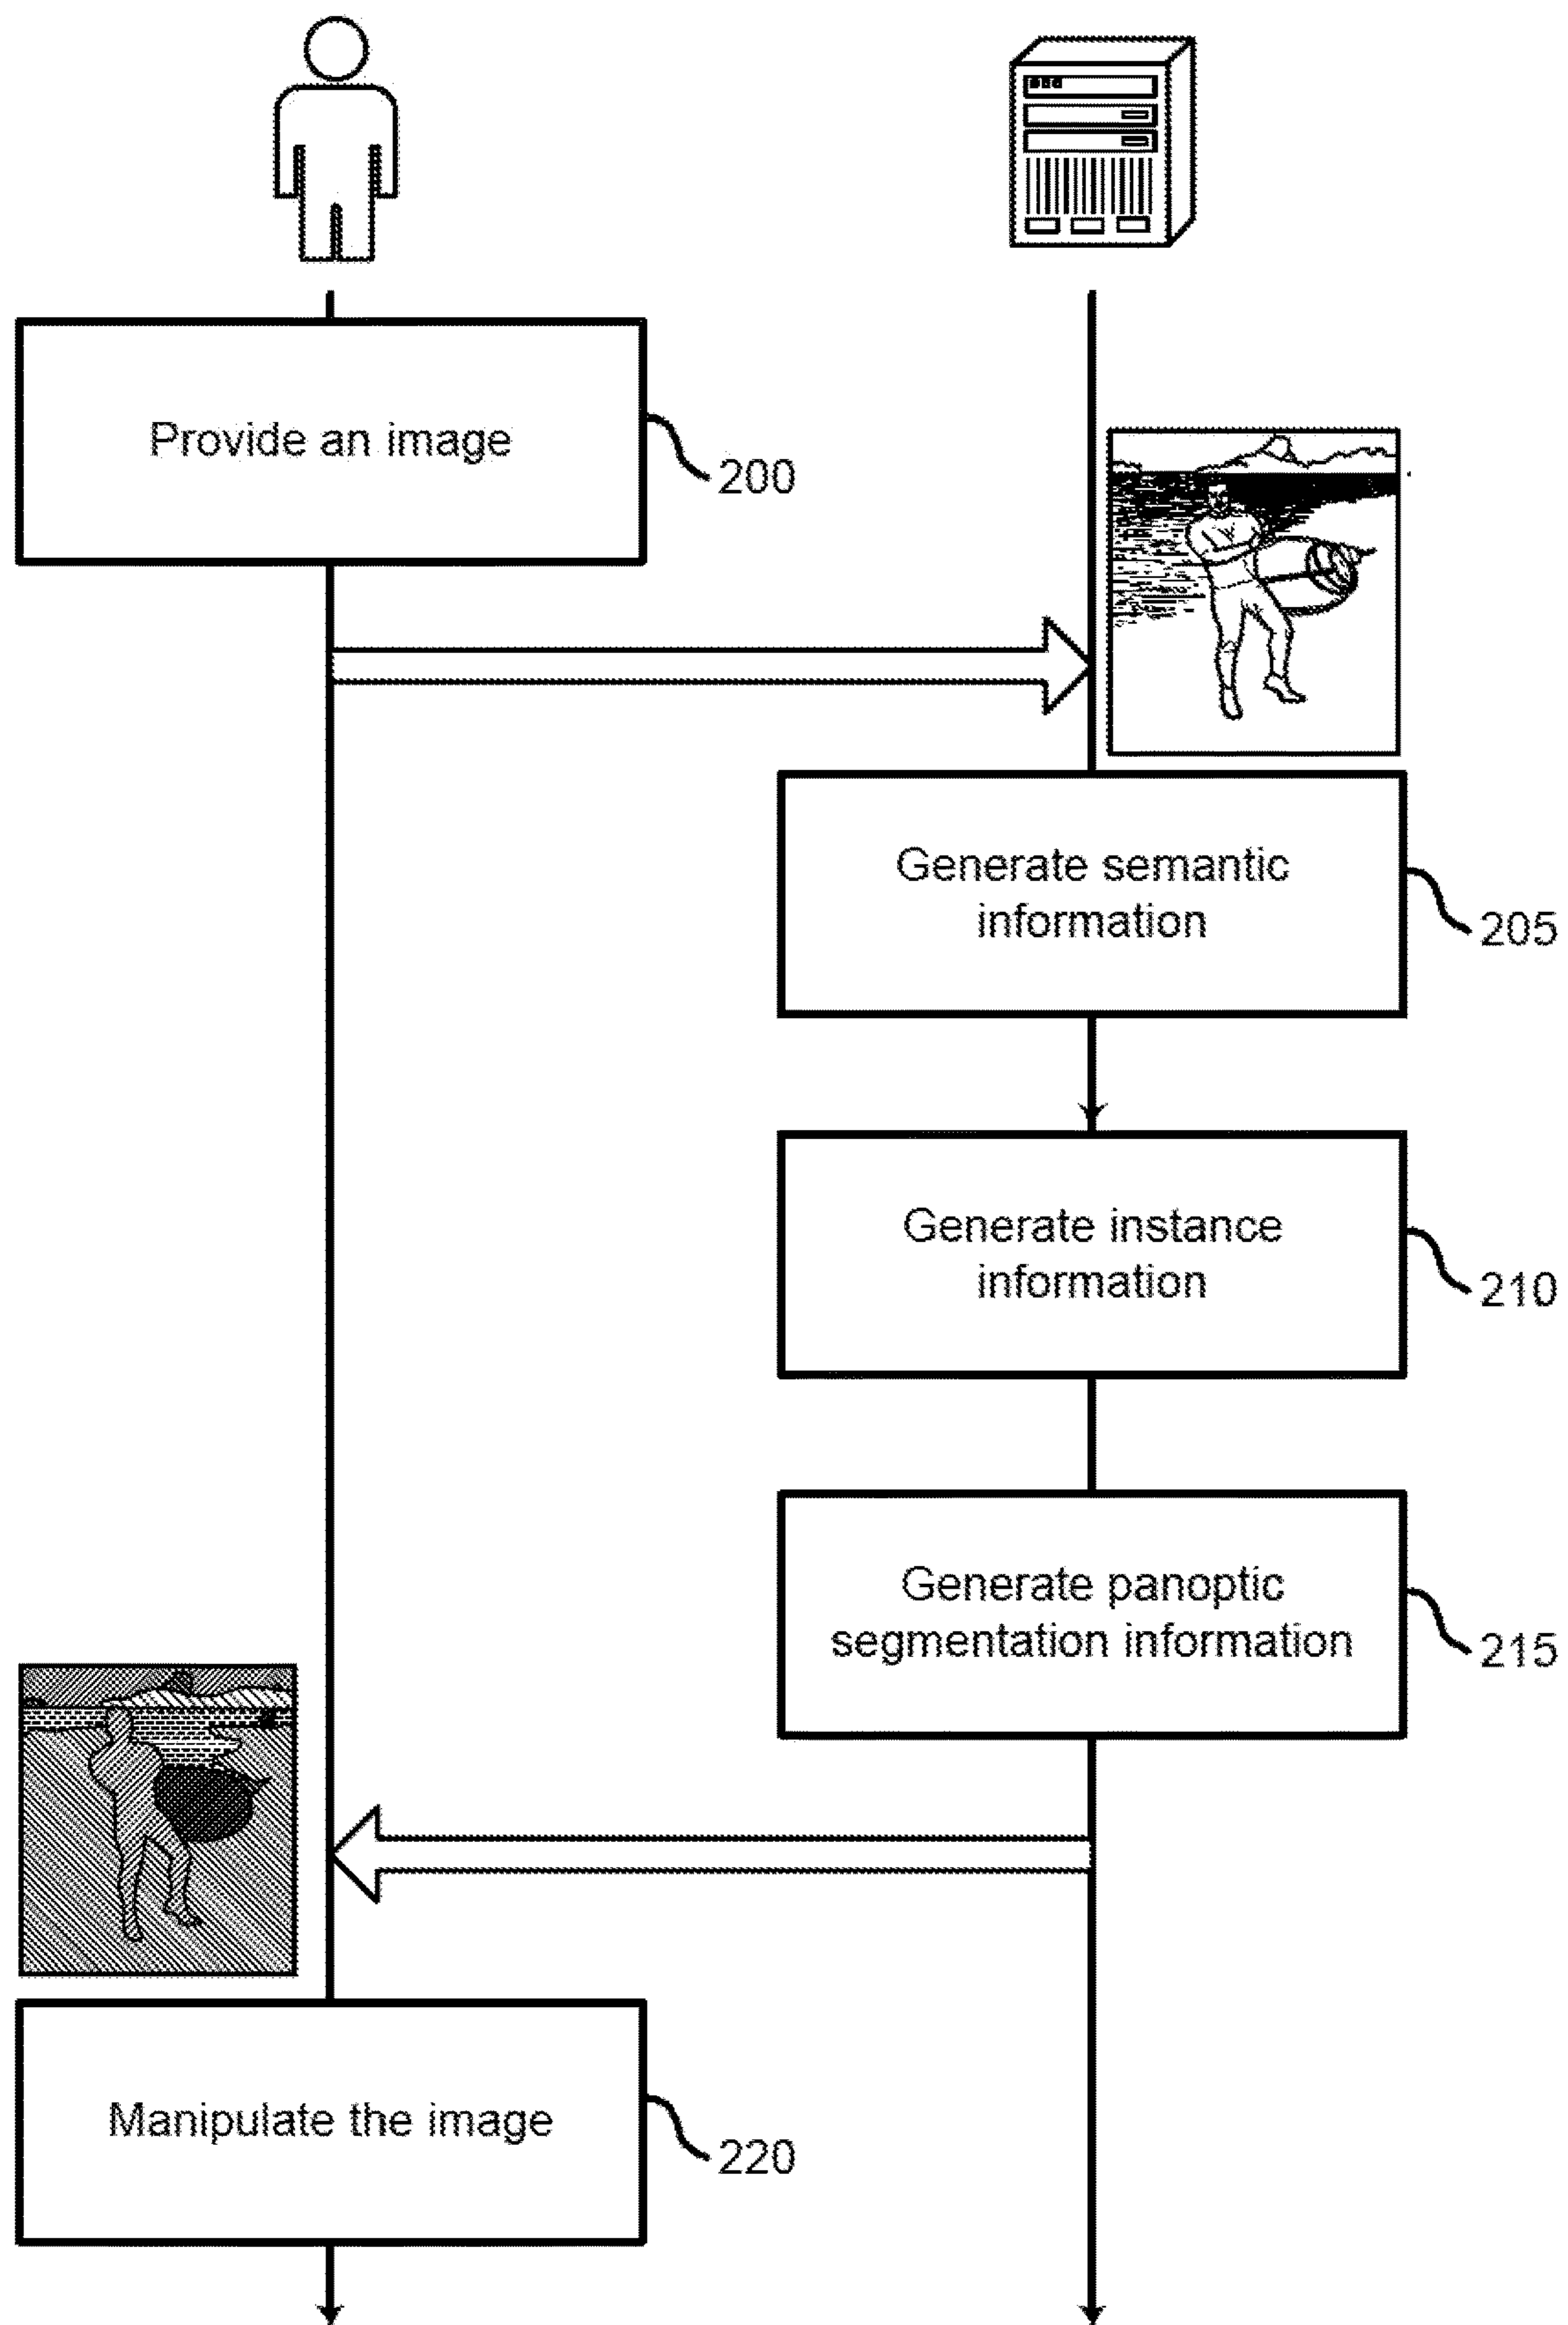 Provide an image
200
Generate semantic
information
205
Generate instance
information
210
Generate panoptic
segmentation information
215
Manipulate the image
220